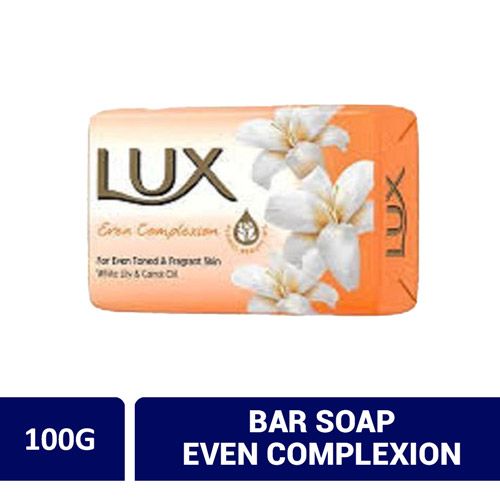 LUX
Even Complexion
For Even Toned & Fragrant Skin
White Lily & Carrot Oil
LUX
100G
BAR SOAP
EVEN COMPLEXION